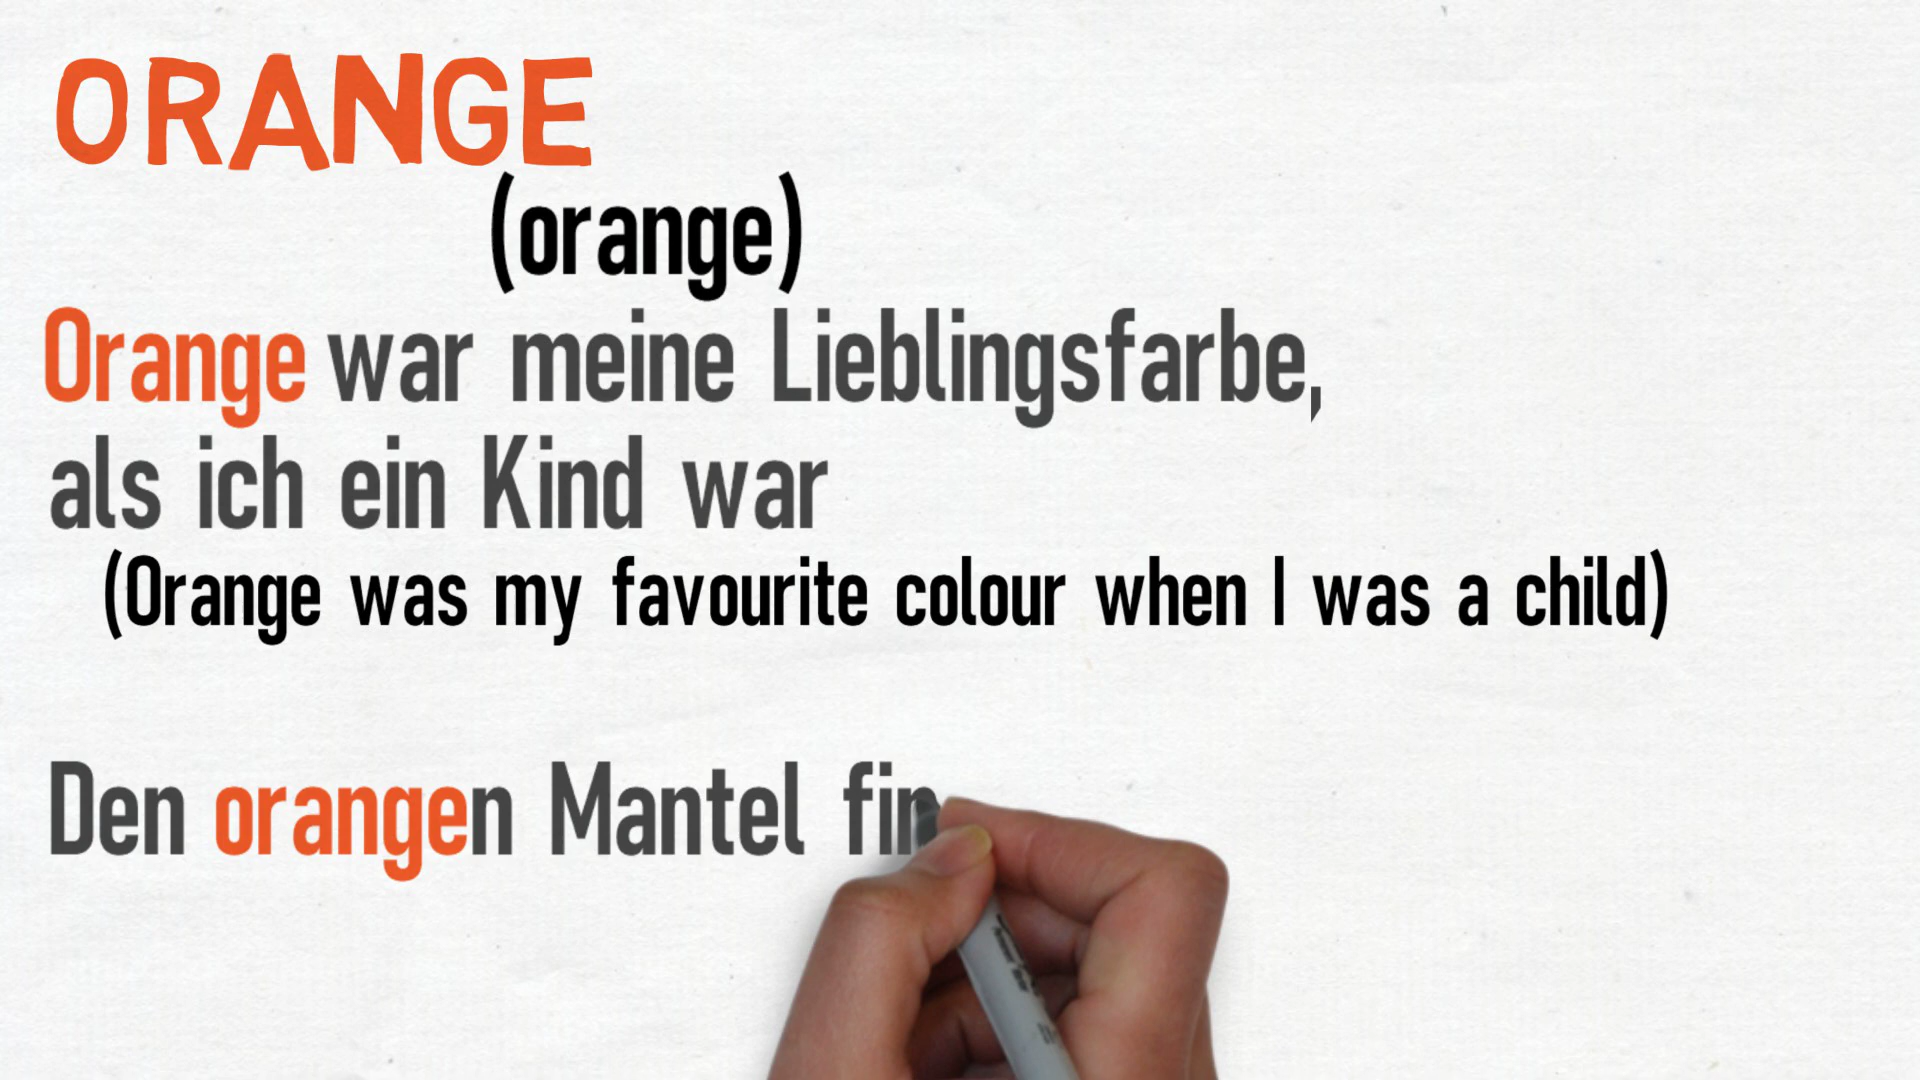 ORANGE
(orange)
Orange war meine Lieblingsfarbe,
als ich ein Kind war
(Orange was my favourite colour when I was a child)
Den orangen Mantel fin